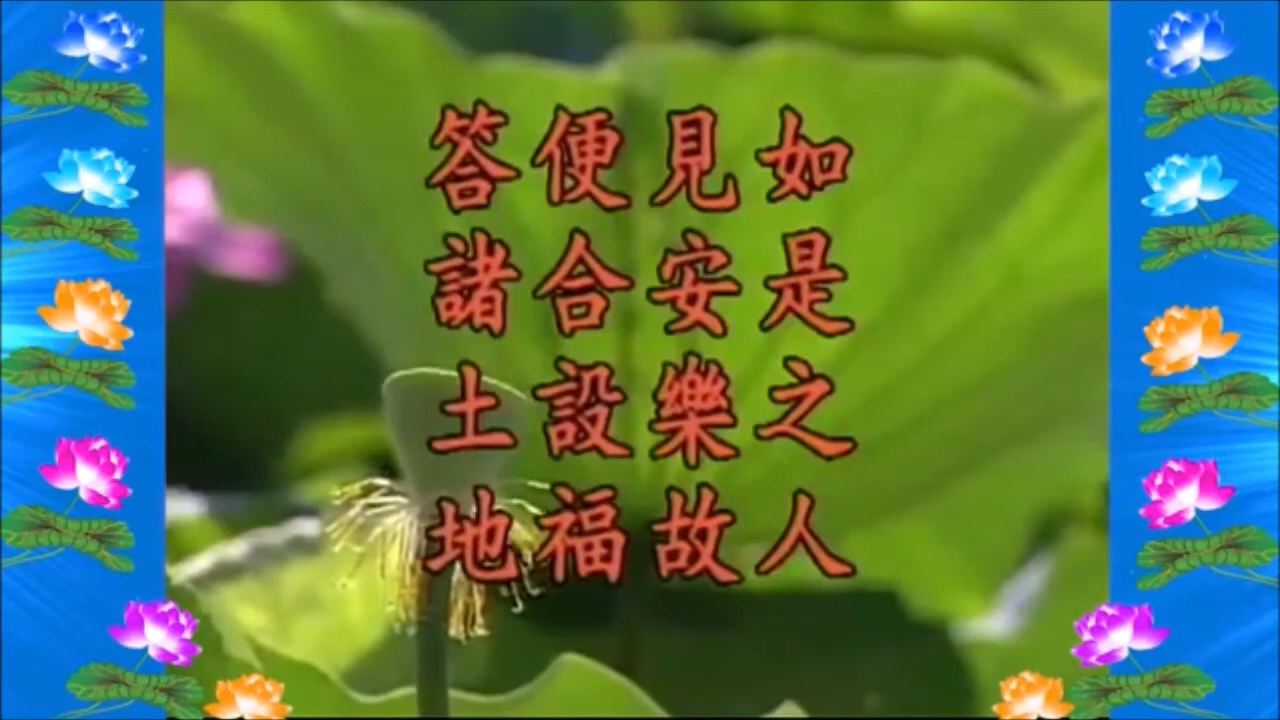 如是之人
見安樂故
便合設福
答諸土地